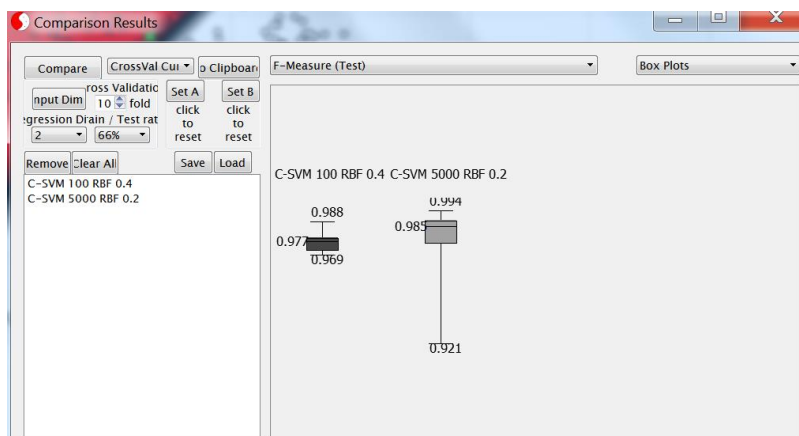 Comparison Results
Compare
CrossVal Cur
o Clipboar
F-Measure (Test)
Box Plots
nput Dim
ross Validatio
10 fold
Set A
Set B
click to reset
click to reset
egression D
rain / Test rat
2
66%
Remove
Clear All
Save
Load
C-SVM 100 RBF 0.4
C-SVM 5000 RBF 0.2
C-SVM 100 RBF 0.4 C-SVM 5000 RBF 0.2
0.988
0.977
0.969
0.994
0.985
0.921